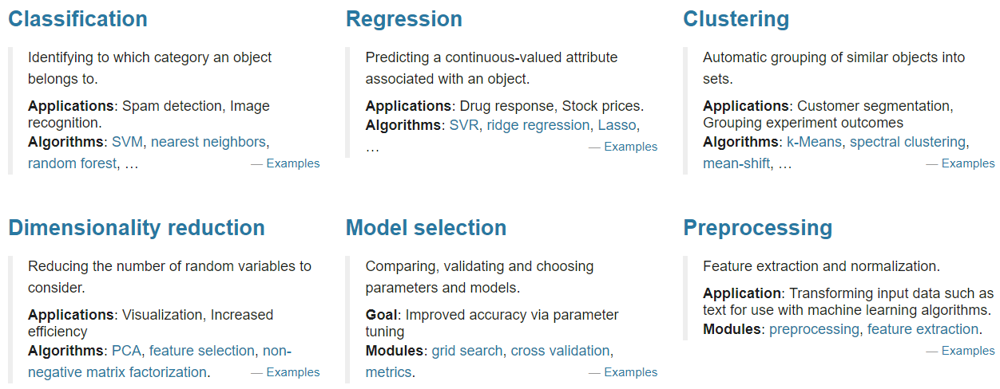 Classification
Identifying to which category an object
belongs to.
Applications: Spam detection, Image
recognition.
Algorithms: SVM, nearest neighbors,
random forest, …
— Examples
Regression
Predicting a continuous-valued attribute
associated with an object.
Applications: Drug response, Stock prices.
Algorithms: SVR, ridge regression, Lasso,
…
— Examples
Clustering
Automatic grouping of similar objects into
sets.
Applications: Customer segmentation,
Grouping experiment outcomes
Algorithms: k-Means, spectral clustering,
mean-shift, …
— Examples
Dimensionality reduction
Reducing the number of random variables to
consider.
Applications: Visualization, Increased
efficiency
Algorithms: PCA, feature selection, non-
negative matrix factorization.
— Examples
Model selection
Comparing, validating and choosing
parameters and models.
Goal: Improved accuracy via parameter
tuning
Modules: grid search, cross validation,
metrics.
— Examples
Preprocessing
Feature extraction and normalization.
Application: Transforming input data such as
text for use with machine learning algorithms.
Modules: preprocessing, feature extraction.
— Examples